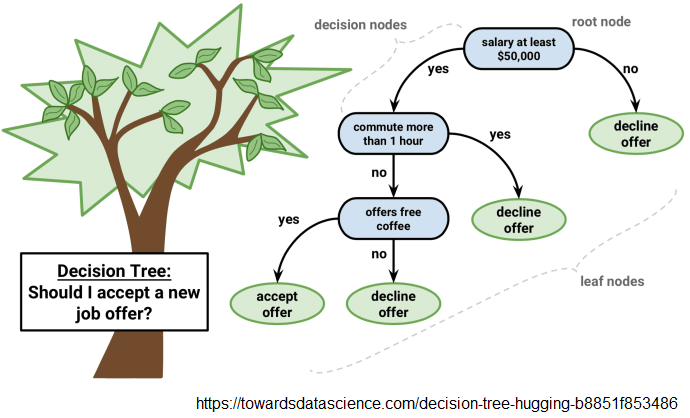 decision nodes
root node
salary at least
$50,000
yes
no
commute more
than 1 hour
decline
offer
yes
no
offers free
coffee
decline
offer
yes
no
Decision Tree:
Should I accept a new
job offer?
accept
offer
decline
offer
leaf nodes
https://towardsdatascience.com/decision-tree-hugging-b8851f853486